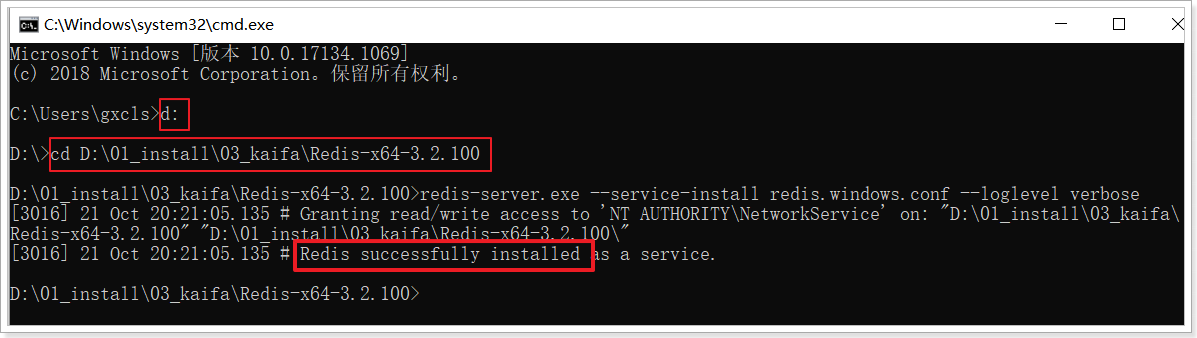 C:\Windows\system32\cmd.exe
Microsoft Windows [版本 10.0.17134.1069]
(c) 2018 Microsoft Corporation。保留所有权利。
C:\Users\gxcls>d:
D:\>cd D:\01_install\03_kaifa\Redis-x64-3.2.100
D:\01_install\03_kaifa\Redis-x64-3.2.100>redis-server.exe --service-install redis.windows.conf --loglevel verbose
[3016] 21 Oct 20:21:05.135 # Granting read/write access to 'NT AUTHORITY\NetworkService' on: "D:\01_install\03_kaifa\
Redis-x64-3.2.100" "D:\01_install\03_kaifa\Redis-x64-3.2.100\"
[3016] 21 Oct 20:21:05.135 # Redis successfully installed as a service.
D:\01_install\03_kaifa\Redis-x64-3.2.100>